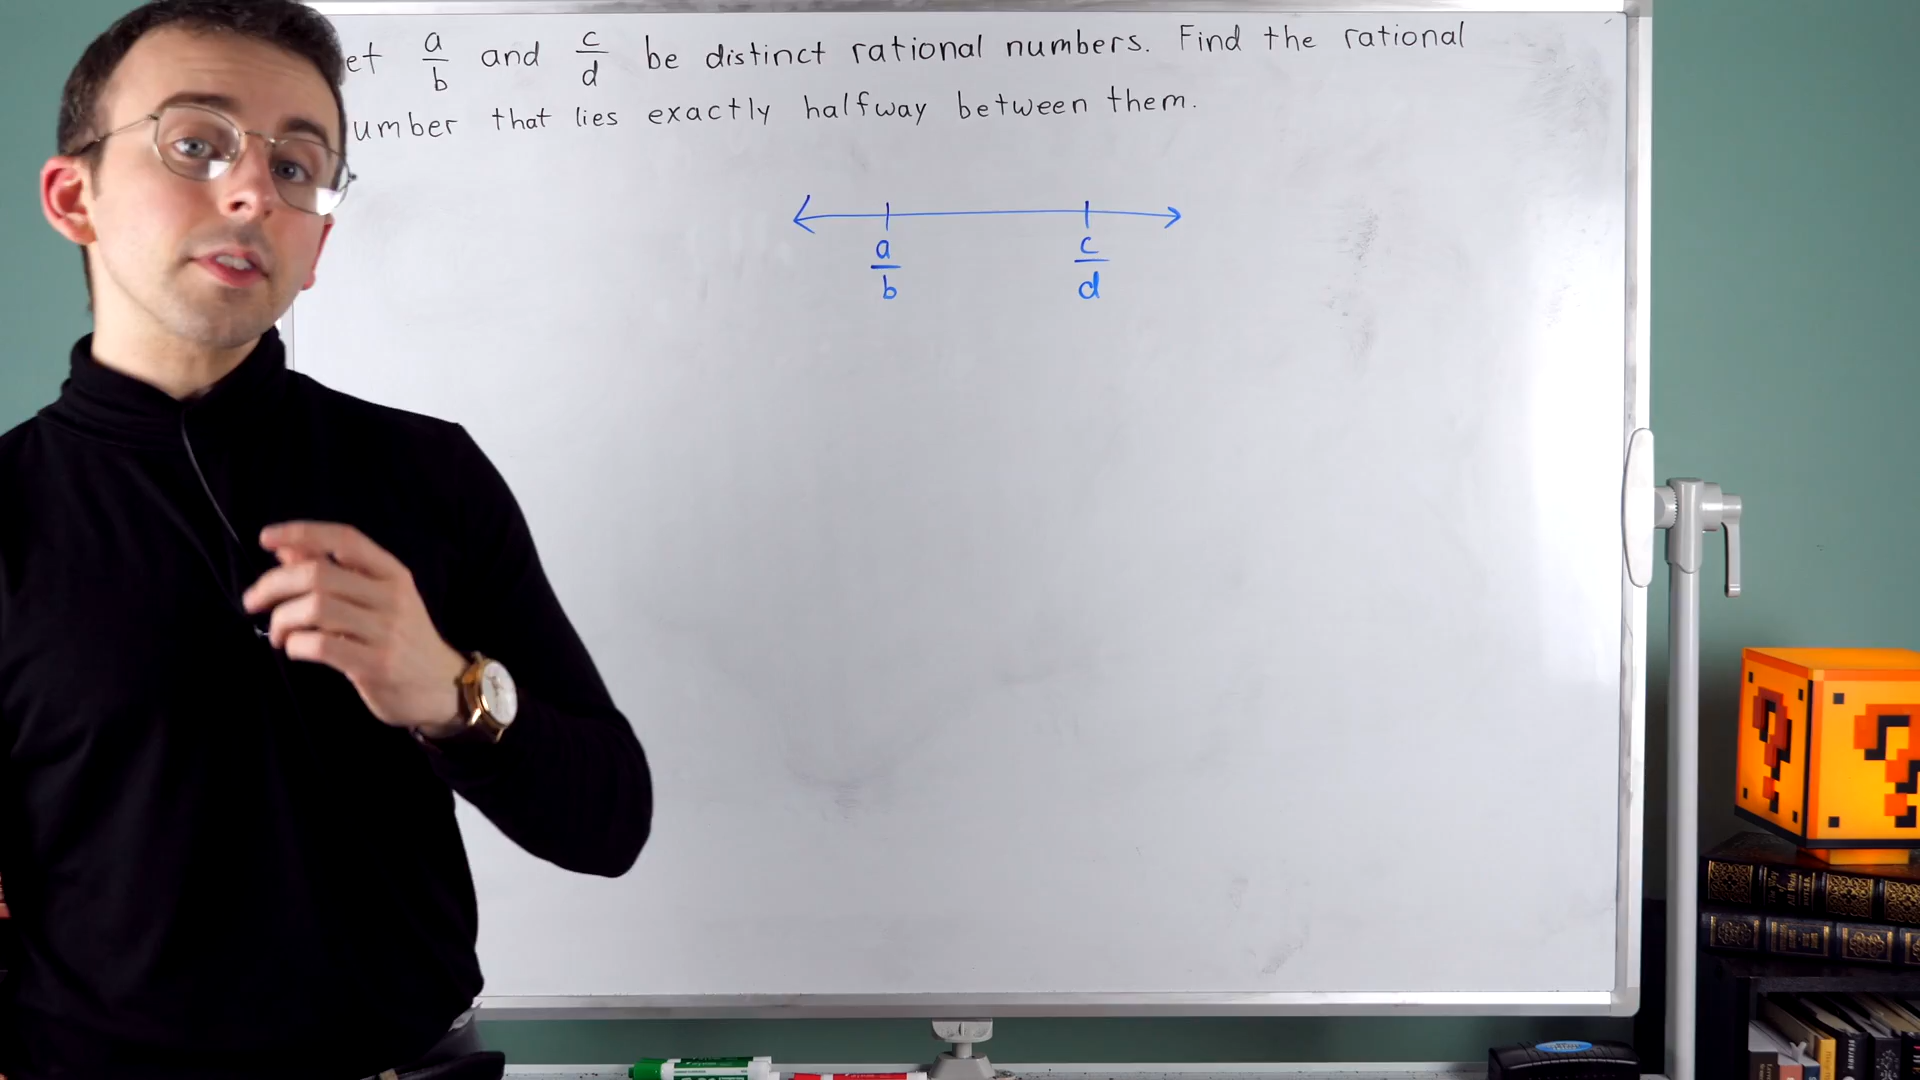 et a/b and c/d be distinct rational numbers. Find the rational
umber that lies exactly halfway between them.
a/b c/d